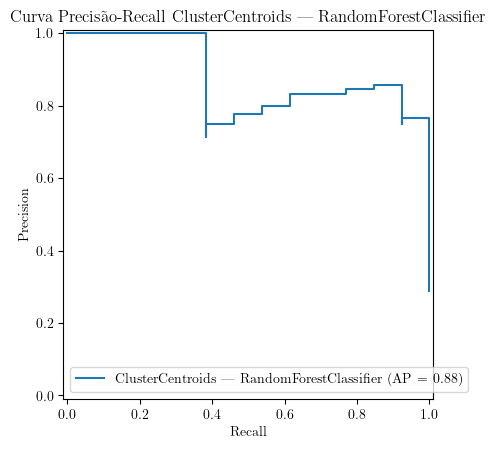 Curva Precisão-Recall ClusterCentroids — RandomForestClassifier
1.0
0.8
0.6
0.4
0.2
0.0
Precision
ClusterCentroids — RandomForestClassifier (AP = 0.88)
0.0 0.2 0.4 0.6 0.8 1.0
Recall